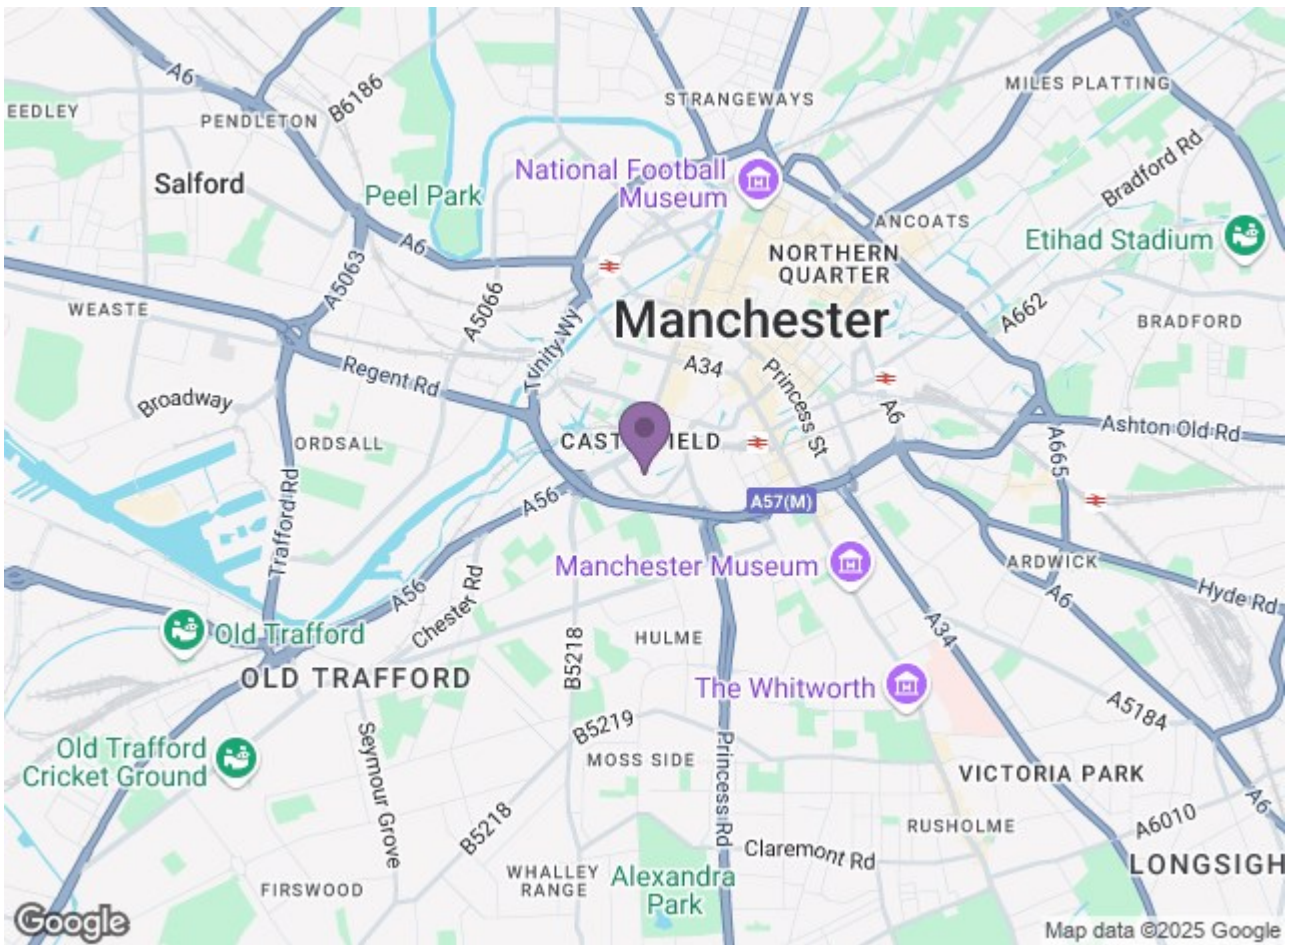 A6
B6186
STRANGEWAYS
MILES PLATTING
EEDLEY
PENDLETON
Salford
Peel Park
National Football
Museum
Bradford Rd
ANCOATS
A6
NORTHERN
QUARTER
Etihad Stadium
A5063
A5066
WEASTE
Trinity Wy
Manchester
A662
BRADFORD
Regent Rd
A34
Princess St
Broadway
A6
ORDSALL
Ashton Old Rd
A665
A56
A57(M)
Trafford Rd
Manchester Museum
ARDWICK
A56
Chester Rd
A6
Hyde Rd
Old Trafford
HULME
A34
B5218
OLD TRAFFORD
The Whitworth
A5184
B5219
Seymour Grove
Old Trafford
Cricket Ground
MOSS SIDE
Princess Rd
VICTORIA PARK
A6
B5218
RUSHOLME
A6010
Claremont Rd
LONGSIGH
FIRSWOOD
WHALLEY
RANGE
Alexandra
Park
Google
Map data ©2025 Google